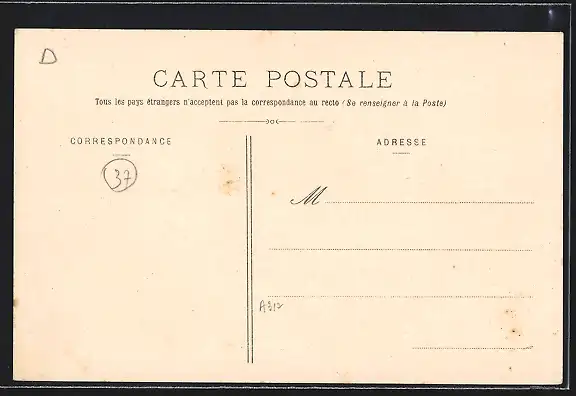 D
CARTE POSTALE
Tous les pays étrangers n'acceptent pas la correspondance au recto (Se renseigner à la Poste)
CORRESPONDANCE
ADRESSE
37
M